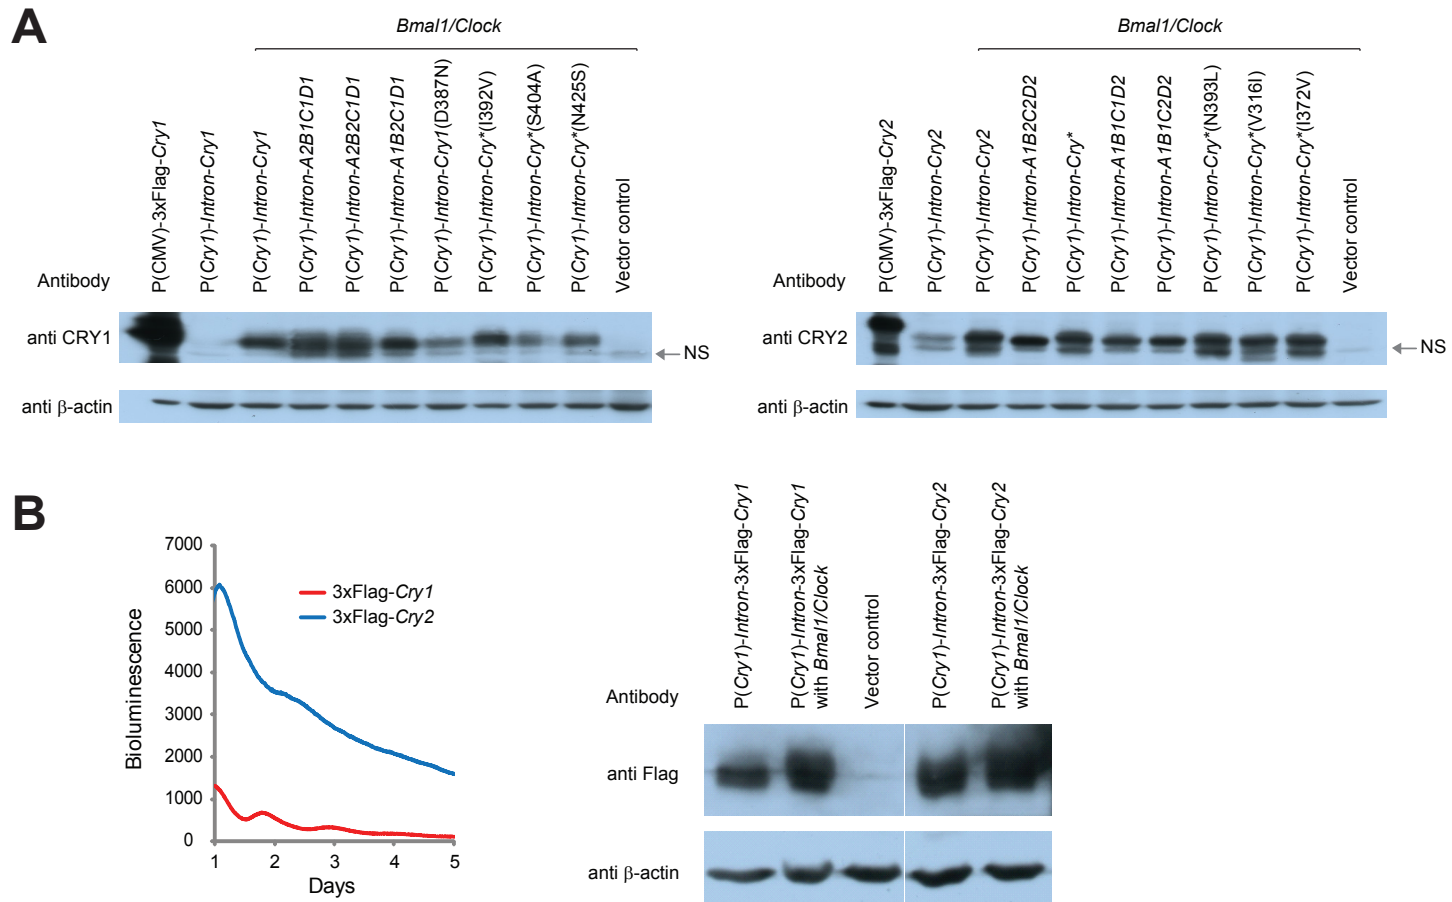 A
Bmal1/Clock
P(CMV)-3xFlag-Cry1
P(Cry1)-Intron-Cry1
P(Cry1)-Intron-Cry1
P(Cry1)-Intron-A2B1C1D1
P(Cry1)-Intron-A2B2C1D1
P(Cry1)-Intron-A1B2C1D1
P(Cry1)-Intron-Cry1(D387N)
P(Cry1)-Intron-Cry*(I392V)
P(Cry1)-Intron-Cry*(S404A)
P(Cry1)-Intron-Cry*(N425S)
Vector control
Antibody
anti CRY1
NS
anti β-actin
Bmal1/Clock
P(CMV)-3xFlag-Cry2
P(Cry1)-Intron-Cry2
P(Cry1)-Intron-Cry2
P(Cry1)-Intron-A1B2C2D2
P(Cry1)-Intron-Cry*
P(Cry1)-Intron-A1B1C1D2
P(Cry1)-Intron-A1B1C2D2
P(Cry1)-Intron-Cry*(N393L)
P(Cry1)-Intron-Cry*(V316I)
P(Cry1)-Intron-Cry*(I372V)
Vector control
Antibody
anti CRY2
NS
anti β-actin
B
7000
6000
5000
4000
3000
2000
1000
0
Bioluminescence
3xFlag-Cry1
3xFlag-Cry2
1 2 3 4 5
Days
P(Cry1)-Intron-3xFlag-Cry1
P(Cry1)-Intron-3xFlag-Cry1
with Bmal1/Clock
Vector control
P(Cry1)-Intron-3xFlag-Cry2
P(Cry1)-Intron-3xFlag-Cry2
with Bmal1/Clock
Antibody
anti Flag
anti β-actin